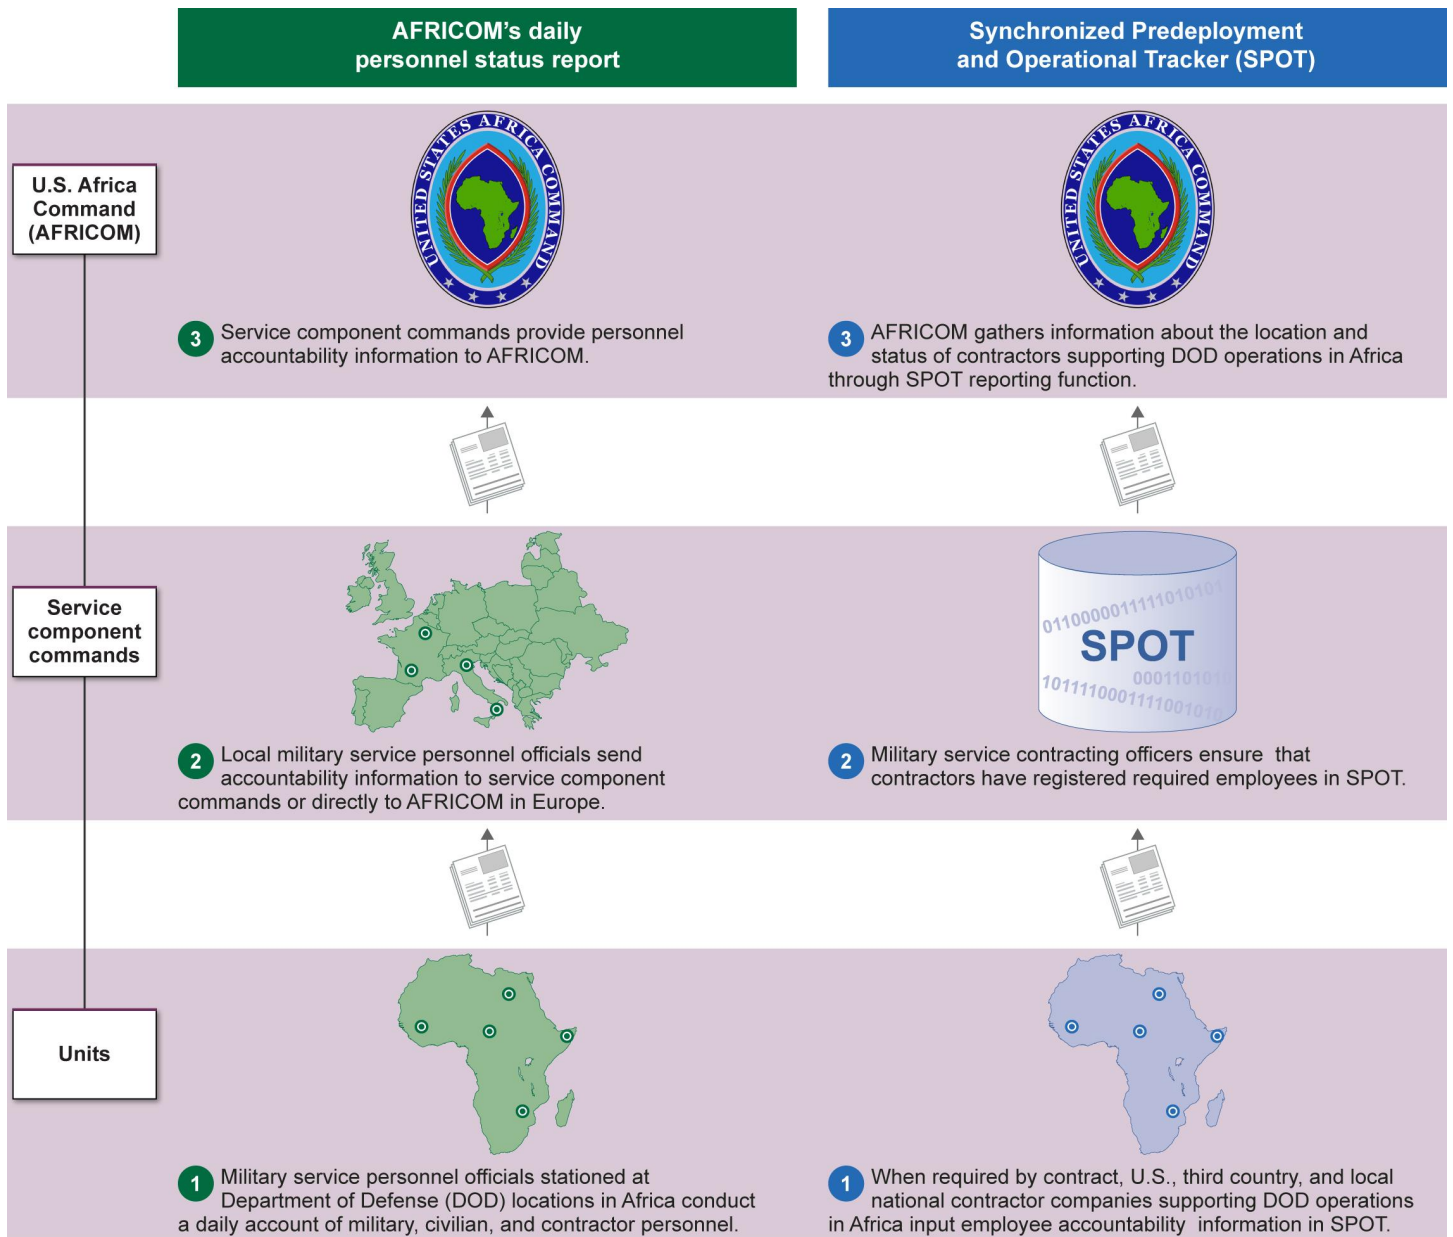 AFRICOM's daily
personnel status report
Synchronized Predeployment
and Operational Tracker (SPOT)
U.S. Africa
Command
(AFRICOM)
UNITED STATES AFRICA COMMAND
3 Service component commands provide personnel
accountability information to AFRICOM.
UNITED STATES AFRICA COMMAND
3 AFRICOM gathers information about the location and
status of contractors supporting DOD operations in Africa
through SPOT reporting function.
Service
component
commands
2 Local military service personnel officials send
accountability information to service component
commands or directly to AFRICOM in Europe.
0110000011111010101
SPOT
0001101010
1011110001111001010
2 Military service contracting officers ensure that
contractors have registered required employees in SPOT.
Units
1 Military service personnel officials stationed at
Department of Defense (DOD) locations in Africa conduct
a daily account of military, civilian, and contractor personnel.
1 When required by contract, U.S., third country, and local
national contractor companies supporting DOD operations
in Africa input employee accountability information in SPOT.